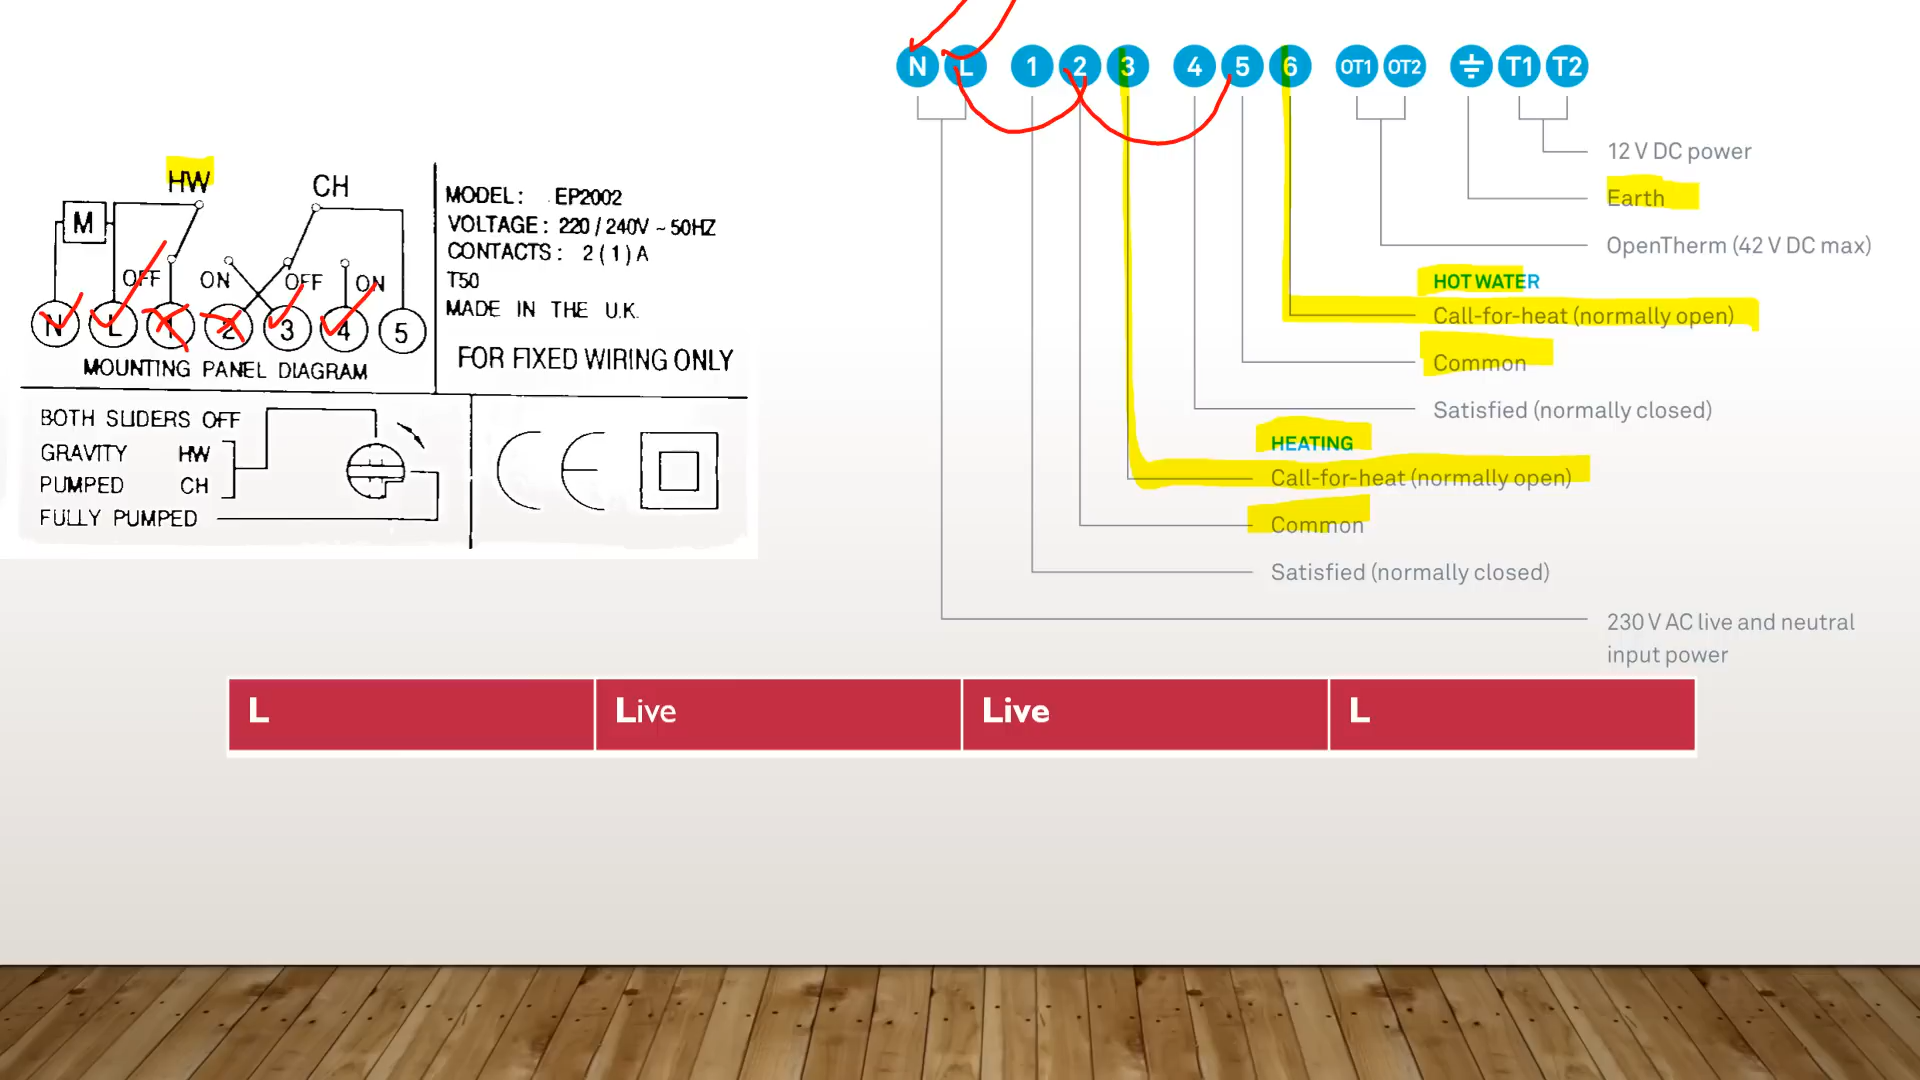 HW
CH
M
OFF
ON
OFF
ON
N L 1 2 3 4 5
MOUNTING PANEL DIAGRAM
MODEL: EP2002
VOLTAGE: 220 / 240V ~ 50HZ
CONTACTS: 2 ( 1 ) A
T50
MADE IN THE U.K.
FOR FIXED WIRING ONLY
BOTH SLIDERS OFF
GRAVITY HW
PUMPED CH
FULLY PUMPED
CE
N L 1 2 3 4 5 6 OT1 OT2 T1 T2
12 V DC power
Earth
OpenTherm (42 V DC max)
HOT WATER
Call-for-heat (normally open)
Common
Satisfied (normally closed)
HEATING
Call-for-heat (normally open)
Common
Satisfied (normally closed)
230 V AC live and neutral
input power
L Live Live L